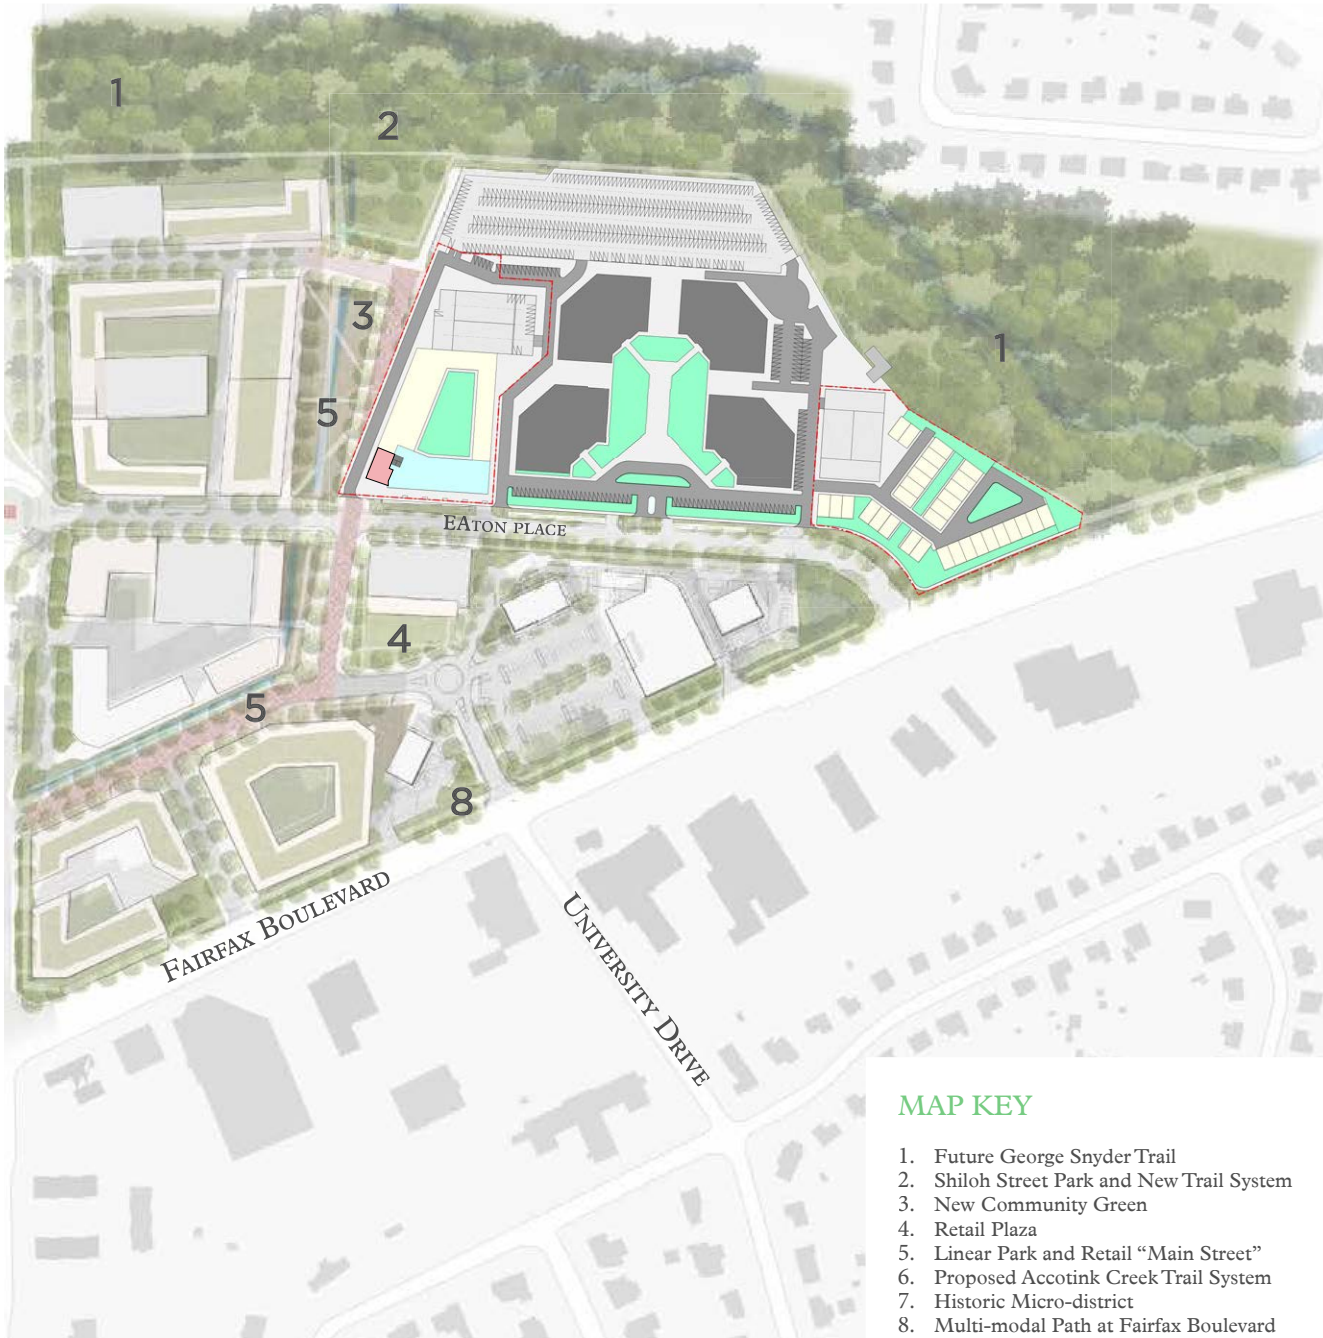 1
2
3
1
5
EATON PLACE
4
5
8
FAIRFAX BOULEVARD
UNIVERSITY DRIVE
MAP KEY
1. Future George Snyder Trail
2. Shiloh Street Park and New Trail System
3. New Community Green
4. Retail Plaza
5. Linear Park and Retail “Main Street”
6. Proposed Accotink Creek Trail System
7. Historic Micro-district
8. Multi-modal Path at Fairfax Boulevard